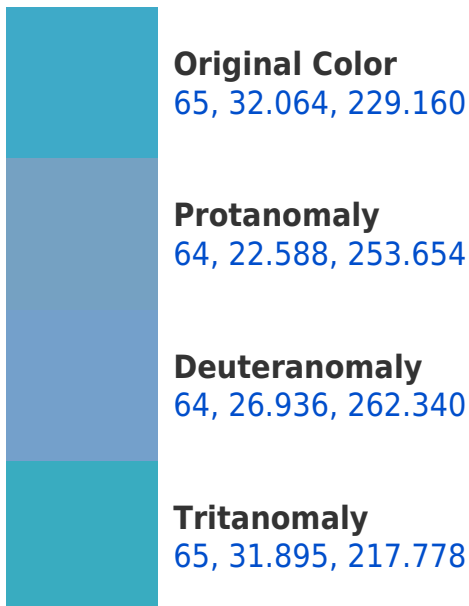 Original Color
65, 32.064, 229.160
Protanomaly
64, 22.588, 253.654
Deuteranomaly
64, 26.936, 262.340
Tritanomaly
65, 31.895, 217.778